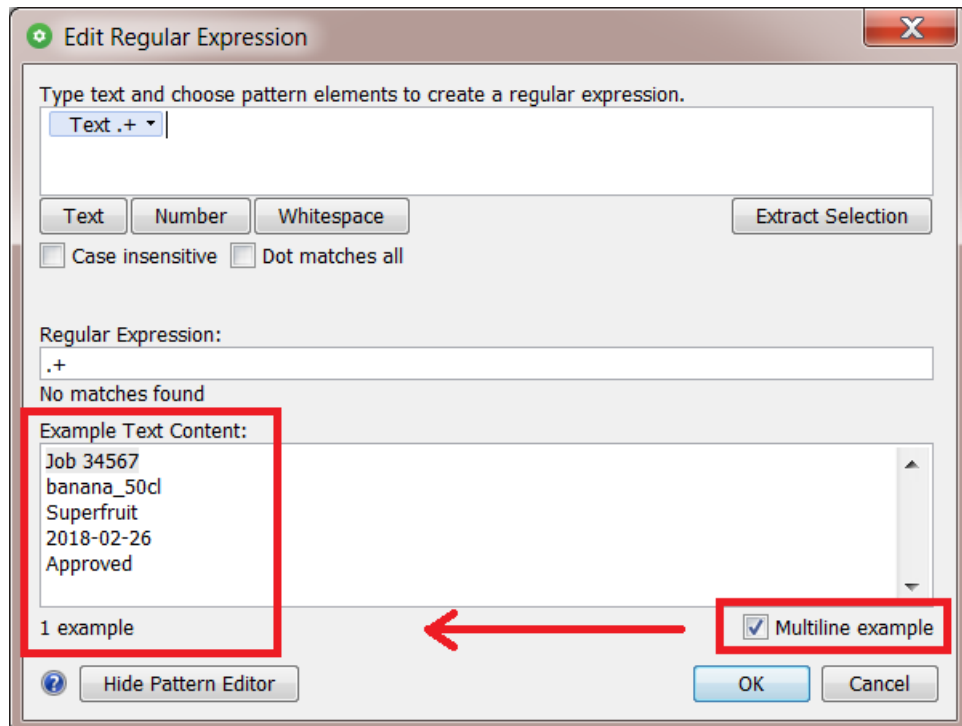 Edit Regular Expression
X
Type text and choose pattern elements to create a regular expression.
Text .+
Text Number Whitespace Extract Selection
Case insensitive Dot matches all
Regular Expression:
.+
No matches found
Example Text Content:
Job 34567
banana_50cl
Superfruit
2018-02-26
Approved
1 example Multiline example
? Hide Pattern Editor OK Cancel